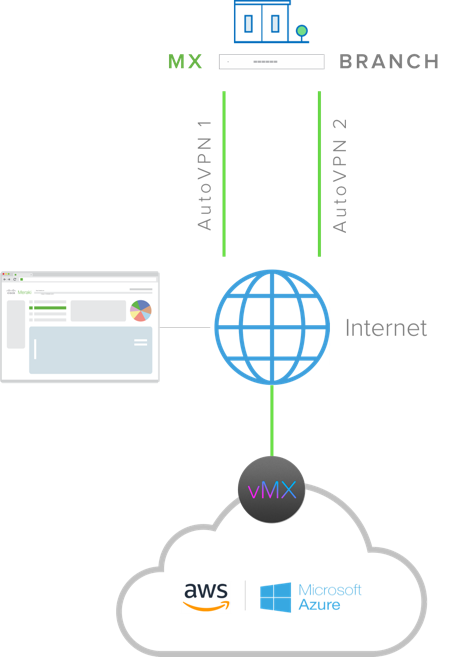 MX
BRANCH
AutoVPN 1
AutoVPN 2
Internet
vMX
aws
Microsoft
Azure